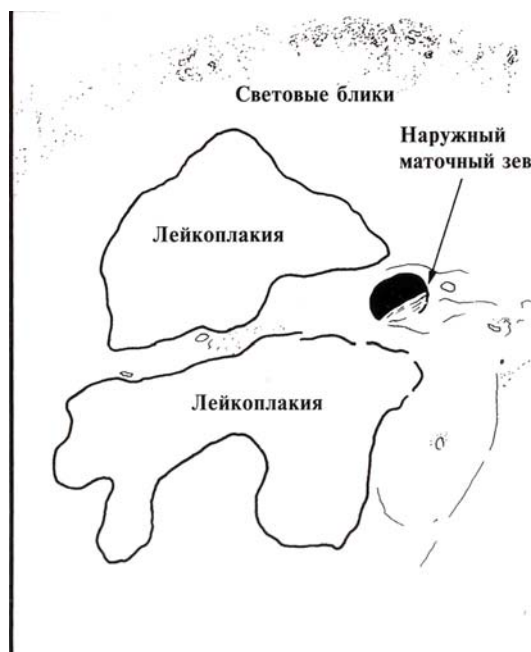 Световые блики
Наружный
маточный зев
Лейкоплакия
Лейкоплакия